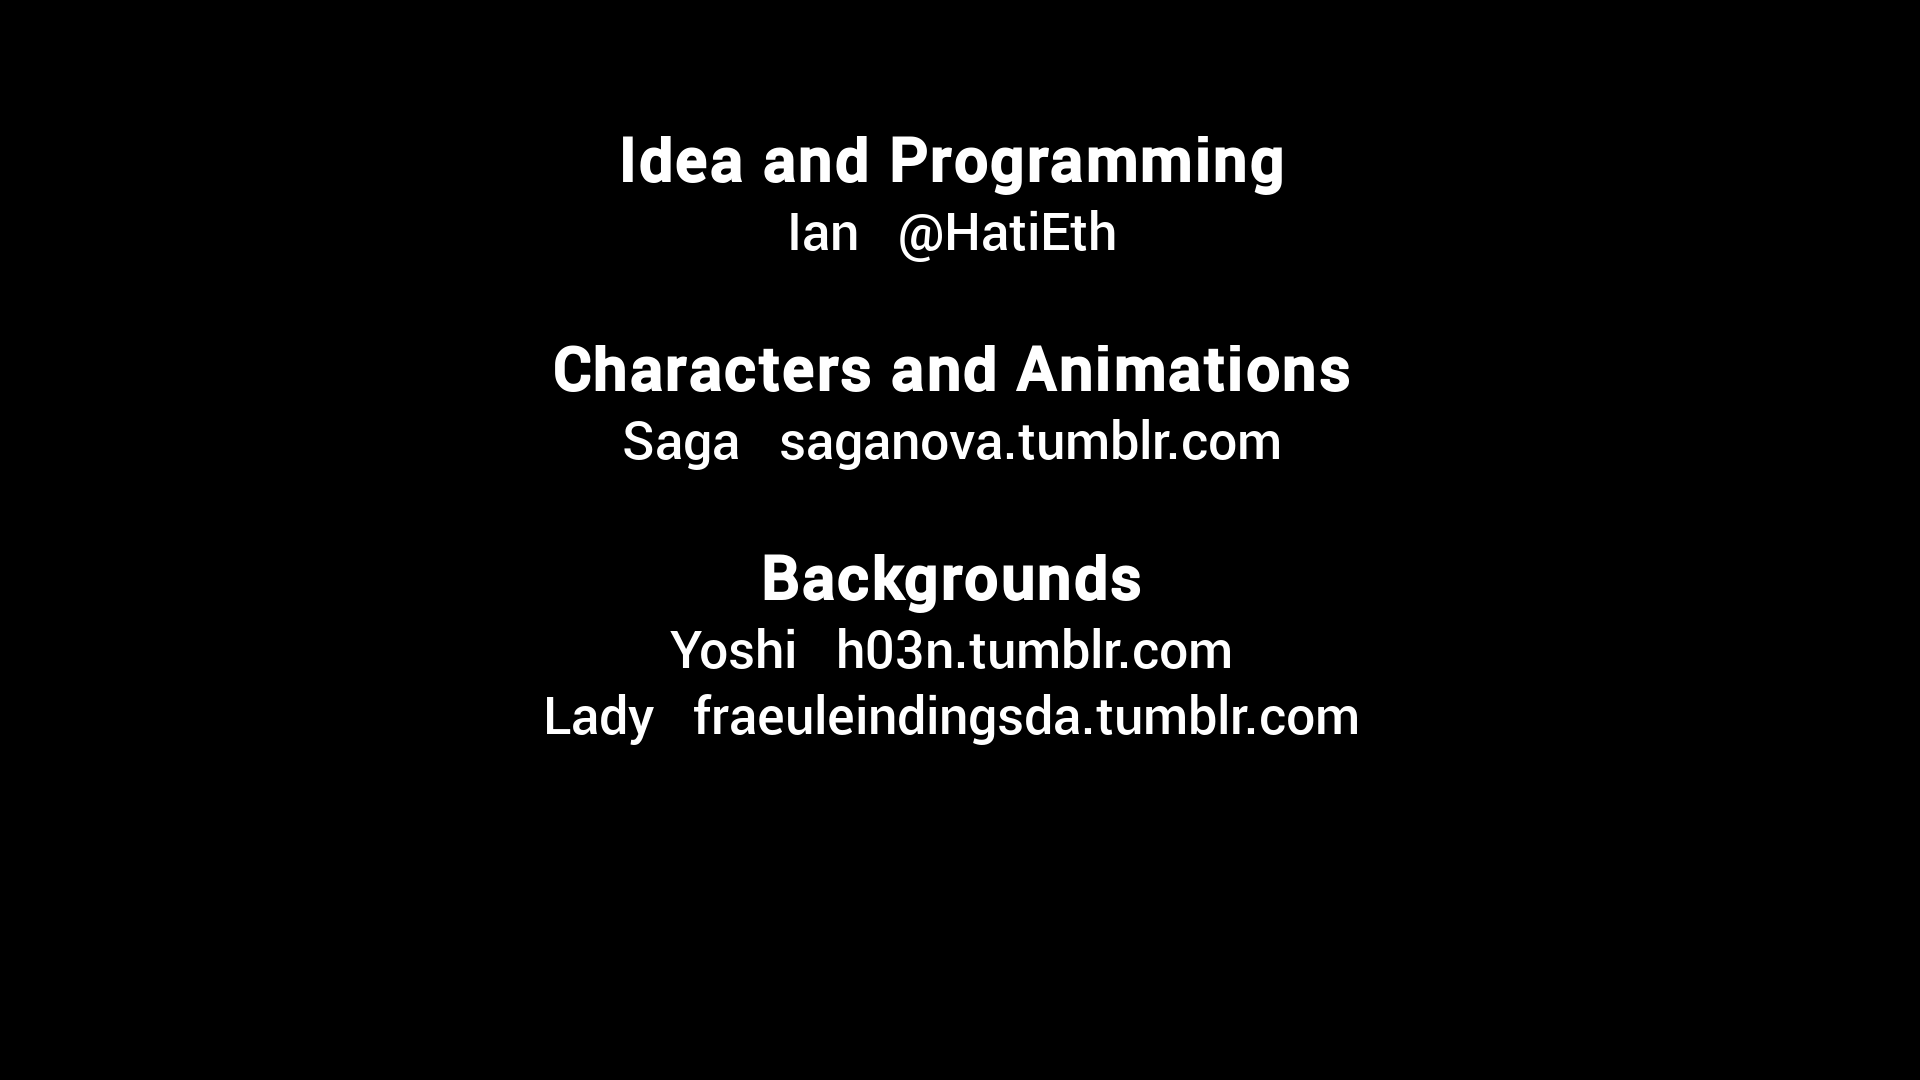 Idea and Programming
Ian @HatiEth
Characters and Animations
Saga saganova.tumblr.com
Backgrounds
Yoshi h03n.tumblr.com
Lady fraeuleindingsda.tumblr.com